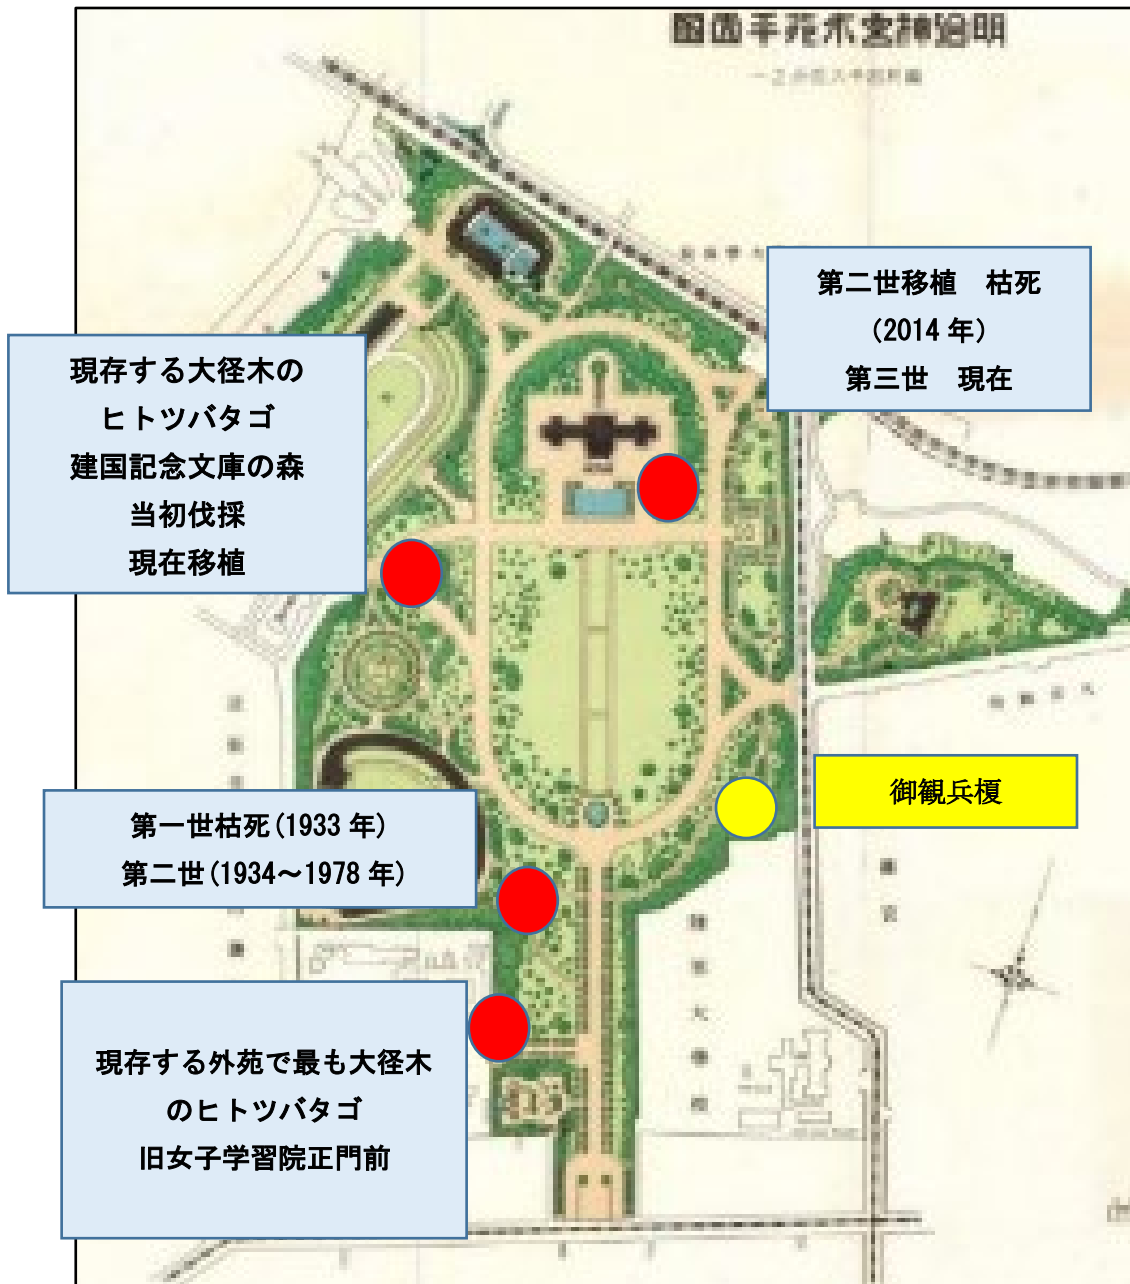 明治神宮外苑平面図
第二世移植　枯死
（2014 年）
第三世　現在
現存する大径木の
ヒトツバタゴ
建国記念文庫の森
当初伐採
現在移植
御観兵榎
第一世枯死(1933 年)
第二世(1934～1978 年)
現存する外苑で最も大径木
のヒトツバタゴ
旧女子学習院正門前